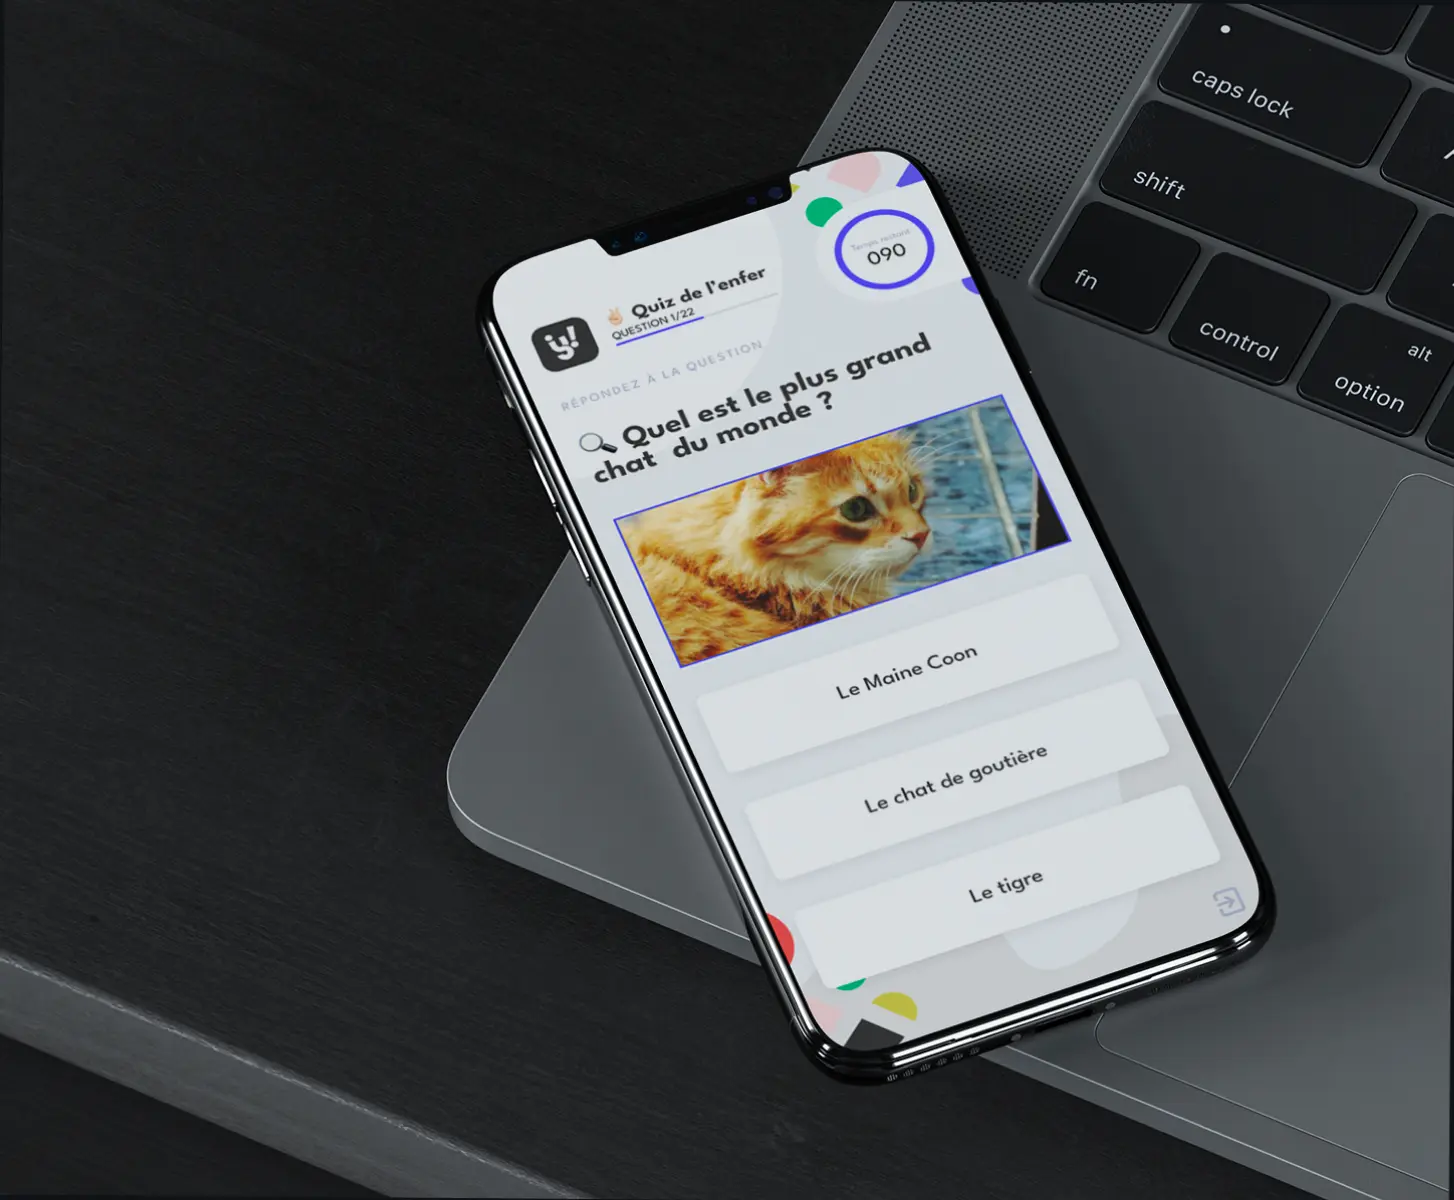 caps lock
shift
fn
control
alt
option
Temps restant
090
✌🏻 Quiz de l'enfer
QUESTION 1/22
iy!
RÉPONDEZ À LA QUESTION
🔍 Quel est le plus grand
chat du monde ?
Le Maine Coon
Le chat de goutière
Le tigre